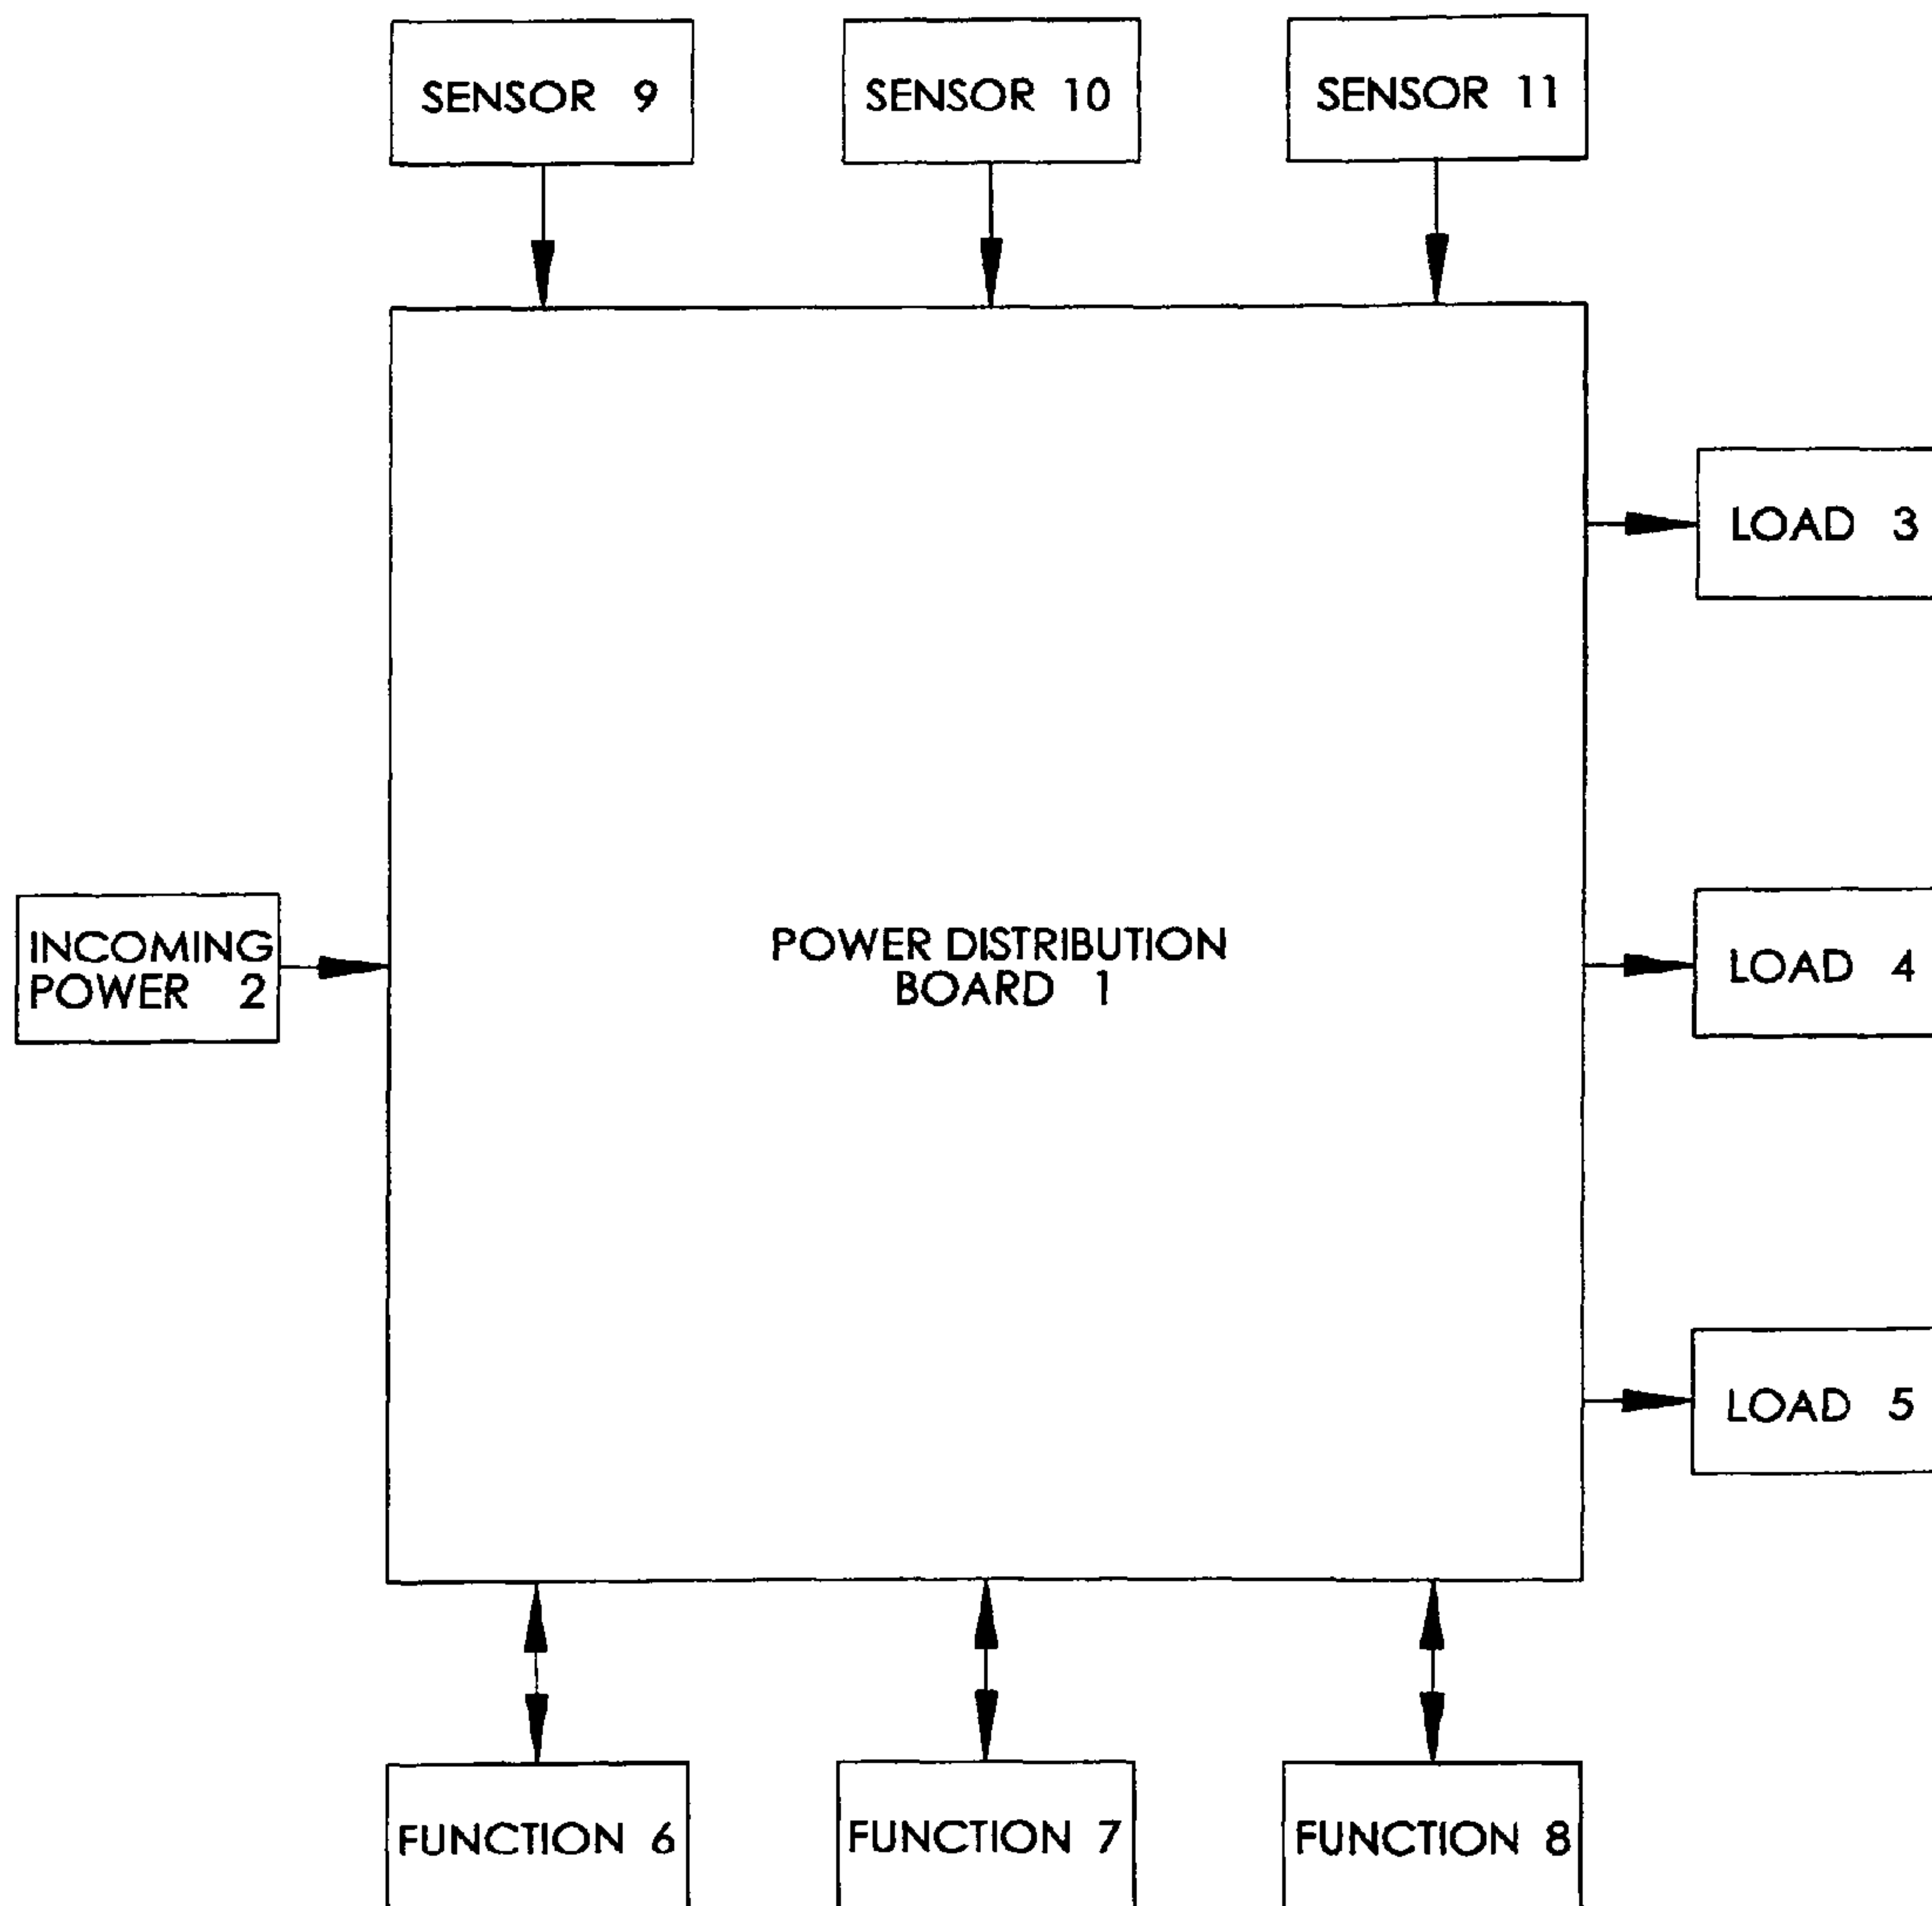 SENSOR 9
SENSOR 10
SENSOR 11
LOAD 3
INCOMING
POWER 2
POWER DISTRIBUTION
BOARD 1
LOAD 4
LOAD 5
FUNCTION 6
FUNCTION 7
FUNCTION 8